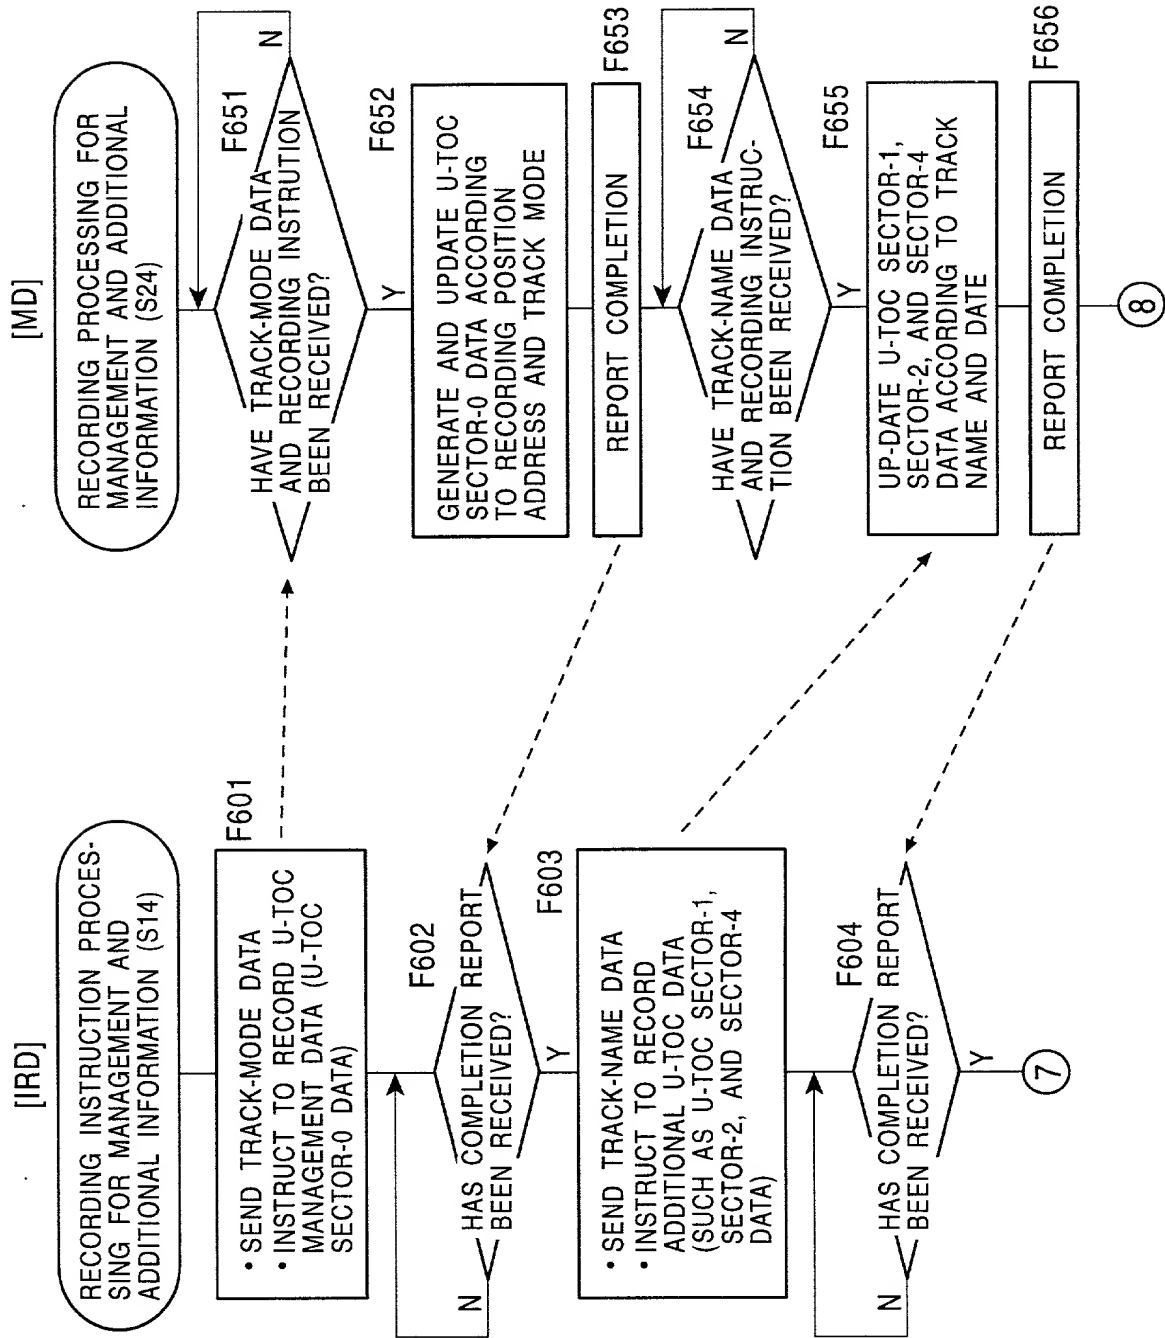 [IRD]
RECORDING INSTRUCTION PROCES-
SING FOR MANAGEMENT AND
ADDITIONAL INFORMATION (S14)
F601
• SEND TRACK-MODE DATA
• INSTRUCT TO RECORD U-TOC
MANAGEMENT DATA (U-TOC
SECTOR-0 DATA)
F602
HAS COMPLETION REPORT
BEEN RECEIVED?
N
Y
F603
• SEND TRACK-NAME DATA
• INSTRUCT TO RECORD
ADDITIONAL U-TOC DATA
(SUCH AS U-TOC SECTOR-1,
SECTOR-2, AND SECTOR-4
DATA)
F604
HAS COMPLETION REPORT
BEEN RECEIVED?
N
Y
7
[MD]
RECORDING PROCESSING FOR
MANAGEMENT AND ADDITIONAL
INFORMATION (S24)
F651
HAVE TRACK-MODE DATA
AND RECORDING INSTRUTION
BEEN RECEIVED?
N
Y
F652
GENERATE AND UPDATE U-TOC
SECTOR-0 DATA ACCORDING
TO RECORDING POSITION
ADDRESS AND TRACK MODE
F653
REPORT COMPLETION
F654
HAVE TRACK-NAME DATA
AND RECORDING INSTRUC-
TION BEEN RECEIVED?
N
Y
F655
UP-DATE U-TOC SECTOR-1,
SECTOR-2, AND SECTOR-4
DATA ACCORDING TO TRACK
NAME AND DATE
F656
REPORT COMPLETION
8